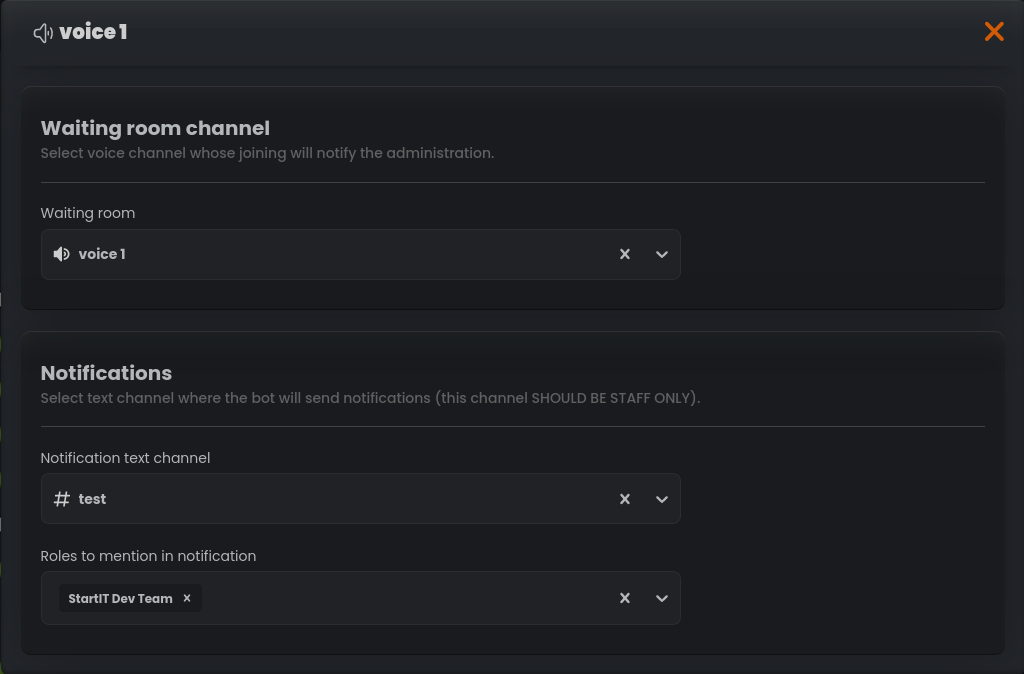 voice 1
Waiting room channel
Select voice channel whose joining will notify the administration.
Waiting room
voice 1
Notifications
Select text channel where the bot will send notifications (this channel SHOULD BE STAFF ONLY).
Notification text channel
# test
Roles to mention in notification
StartIT Dev Team